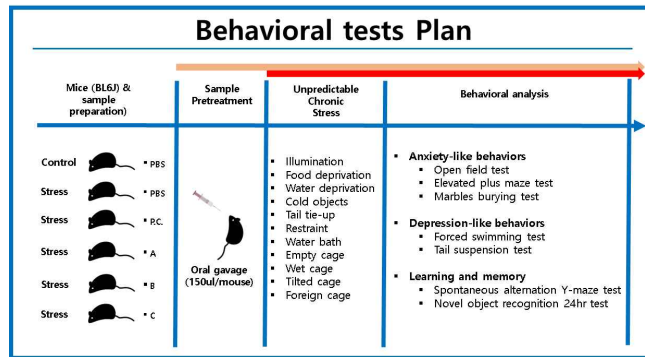 Behavioral tests Plan
Mice (BL6J) &
sample
preparation)
Sample
Pretreatment
Unpredictable
Chronic
Stress
Behavioral analysis
Control
▪ PBS
Stress
▪ PBS
Stress
▪ P.C.
Stress
▪ A
Stress
▪ B
Stress
▪ C
Oral gavage
(150ul/mouse)
▪ Illumination
▪ Food deprivation
▪ Water deprivation
▪ Cold objects
▪ Tail tie-up
▪ Restraint
▪ Water bath
▪ Empty cage
▪ Wet cage
▪ Tilted cage
▪ Foreign cage
▪ Anxiety-like behaviors
▪ Open field test
▪ Elevated plus maze test
▪ Marbles burying test
▪ Depression-like behaviors
▪ Forced swimming test
▪ Tail suspension test
▪ Learning and memory
▪ Spontaneous alternation Y-maze test
▪ Novel object recognition 24hr test